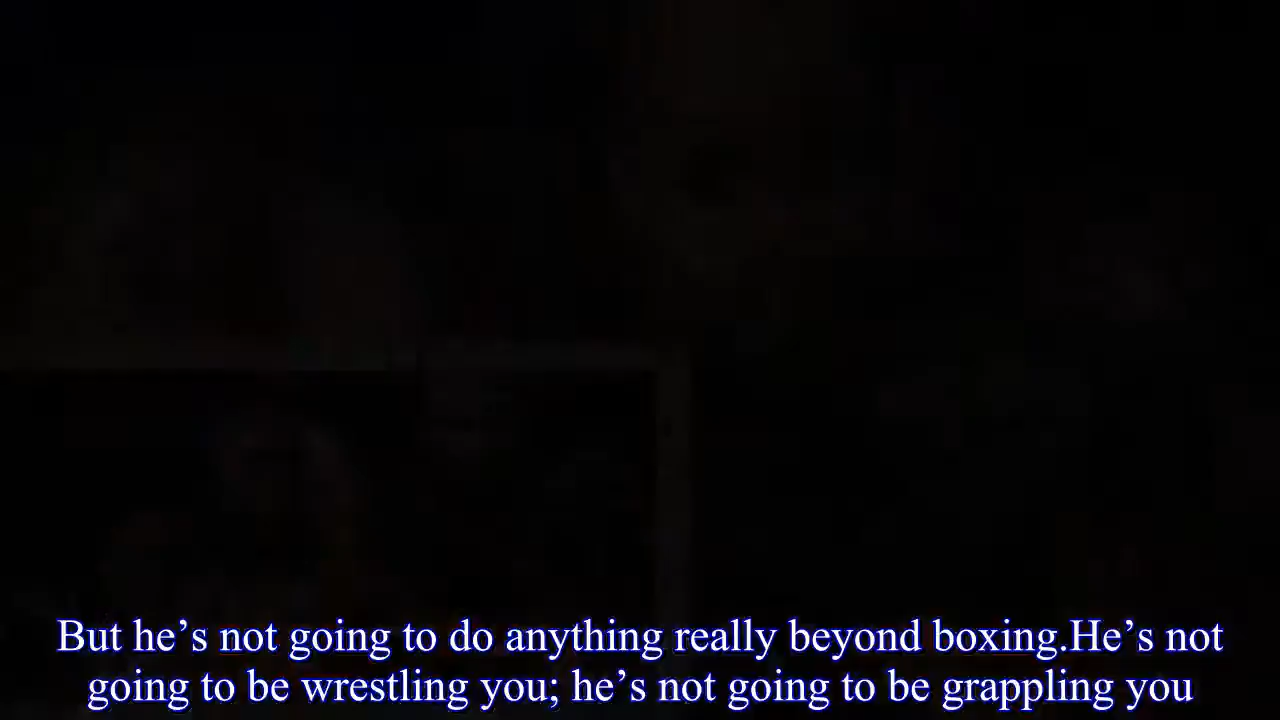 But he’s not going to do anything really beyond boxing.He’s not
going to be wrestling you; he’s not going to be grappling you